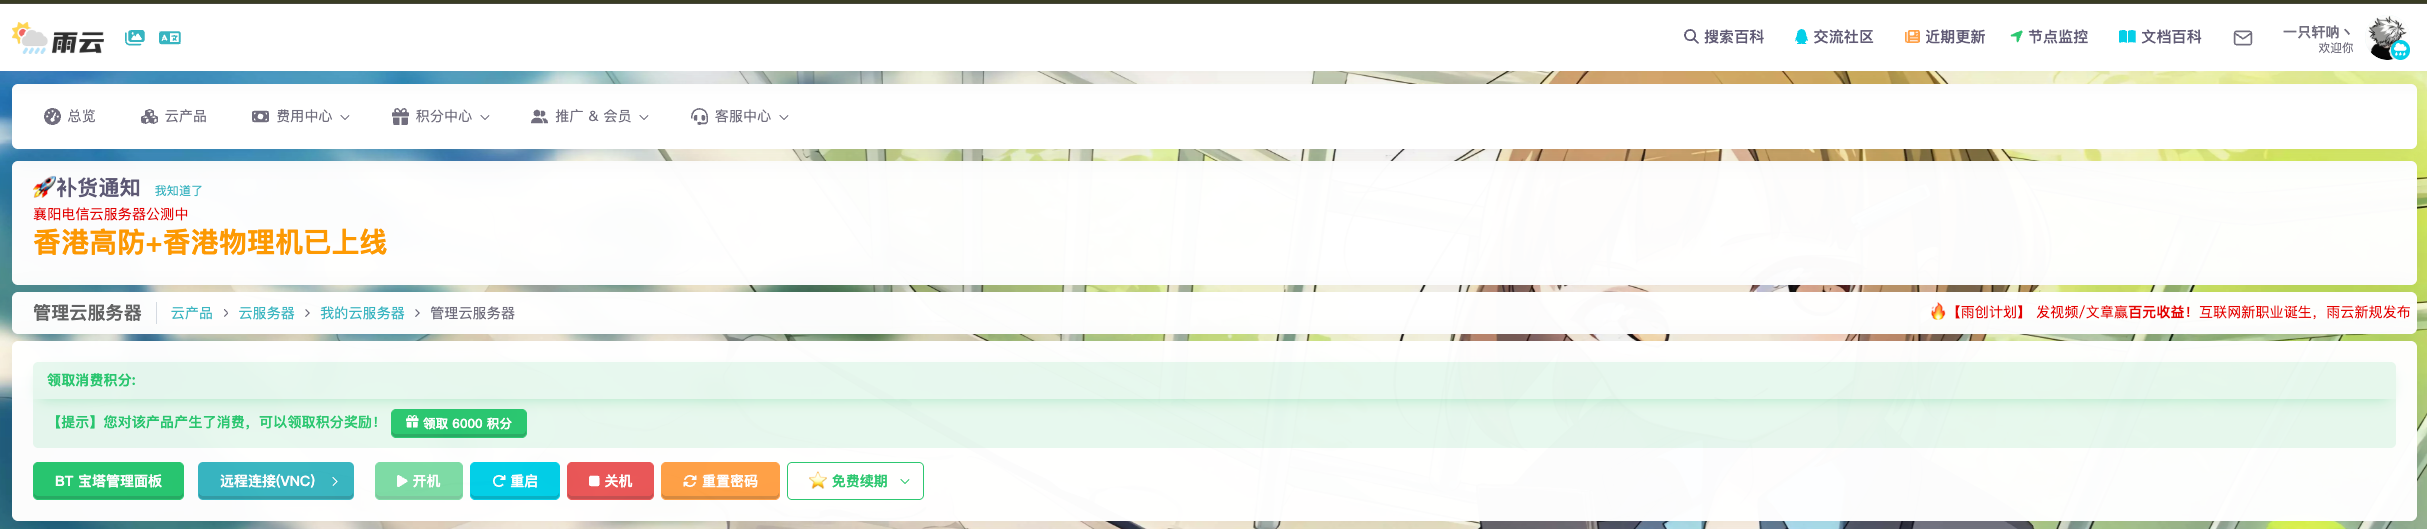 雨云
搜索百科 交流社区 近期更新 节点监控 文档百科 一只轩呐丶
欢迎你
总览 云产品 费用中心 积分中心 推广 & 会员 客服中心
🚀补货通知 我知道了
襄阳电信云服务器公测中
香港高防+香港物理机已上线
管理云服务器 云产品 > 云服务器 > 我的云服务器 > 管理云服务器 🔥【雨创计划】 发视频/文章赢百元收益！互联网新职业诞生，雨云新规发布
领取消费积分:
【提示】您对该产品产生了消费，可以领取积分奖励！ 领取 6000 积分
BT 宝塔管理面板 远程连接(VNC) 开机 重启 关机 重置密码 ⭐ 免费续期